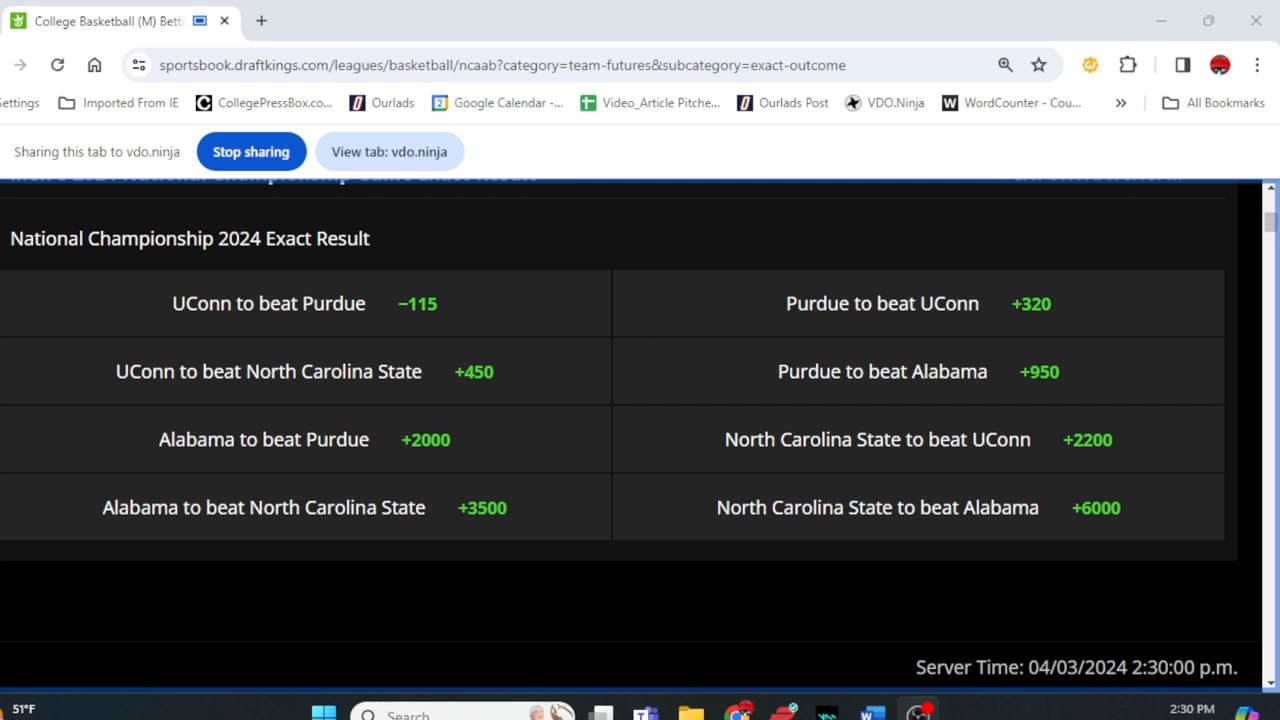 College Basketball (M) Betti
sportsbook.draftkings.com/leagues/basketball/ncaab?category=team-futures&subcategory=exact-outcome
ettings Imported From IE CollegePressBox.co... Ourlads Google Calendar -... Video_Article Pitche... Ourlads Post VDO.Ninja WordCounter - Cou... » All Bookmarks
Sharing this tab to vdo.ninja Stop sharing View tab: vdo.ninja
National Championship 2024 Exact Result
UConn to beat Purdue −115 Purdue to beat UConn +320
UConn to beat North Carolina State +450 Purdue to beat Alabama +950
Alabama to beat Purdue +2000 North Carolina State to beat UConn +2200
Alabama to beat North Carolina State +3500 North Carolina State to beat Alabama +6000
Server Time: 04/03/2024 2:30:00 p.m.
51°F Search 2:30 PM